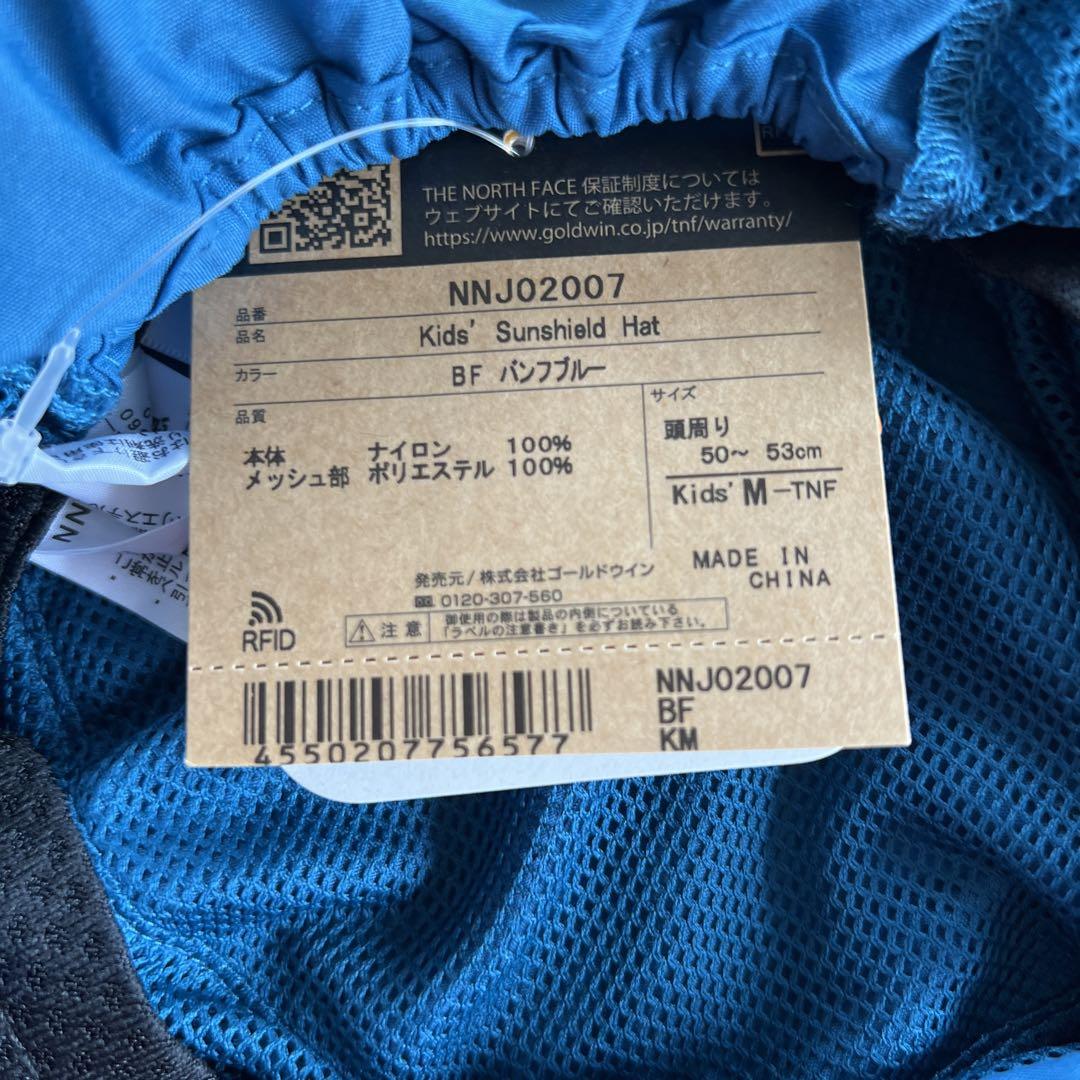 THE NORTH FACE 保証制度については
ウェブサイトにてご確認いただけます。
https://www.goldwin.co.jp/tnf/warranty/
品番 NNJ02007
品名 Kids' Sunshield Hat
カラー BF バンフブルー
品質
本体 ナイロン 100%
メッシュ部 ポリエステル 100%
サイズ
頭周り
50~ 53cm
Kids' M-TNF
MADE IN
CHINA
発売元/株式会社ゴールドウイン
0120-307-560
注意
御使用の際は製品の内側についている
「ラベルの注意書き」を必ずお読み下さい。
RFID
4550207756577
NNJ02007
BF
KM
NN